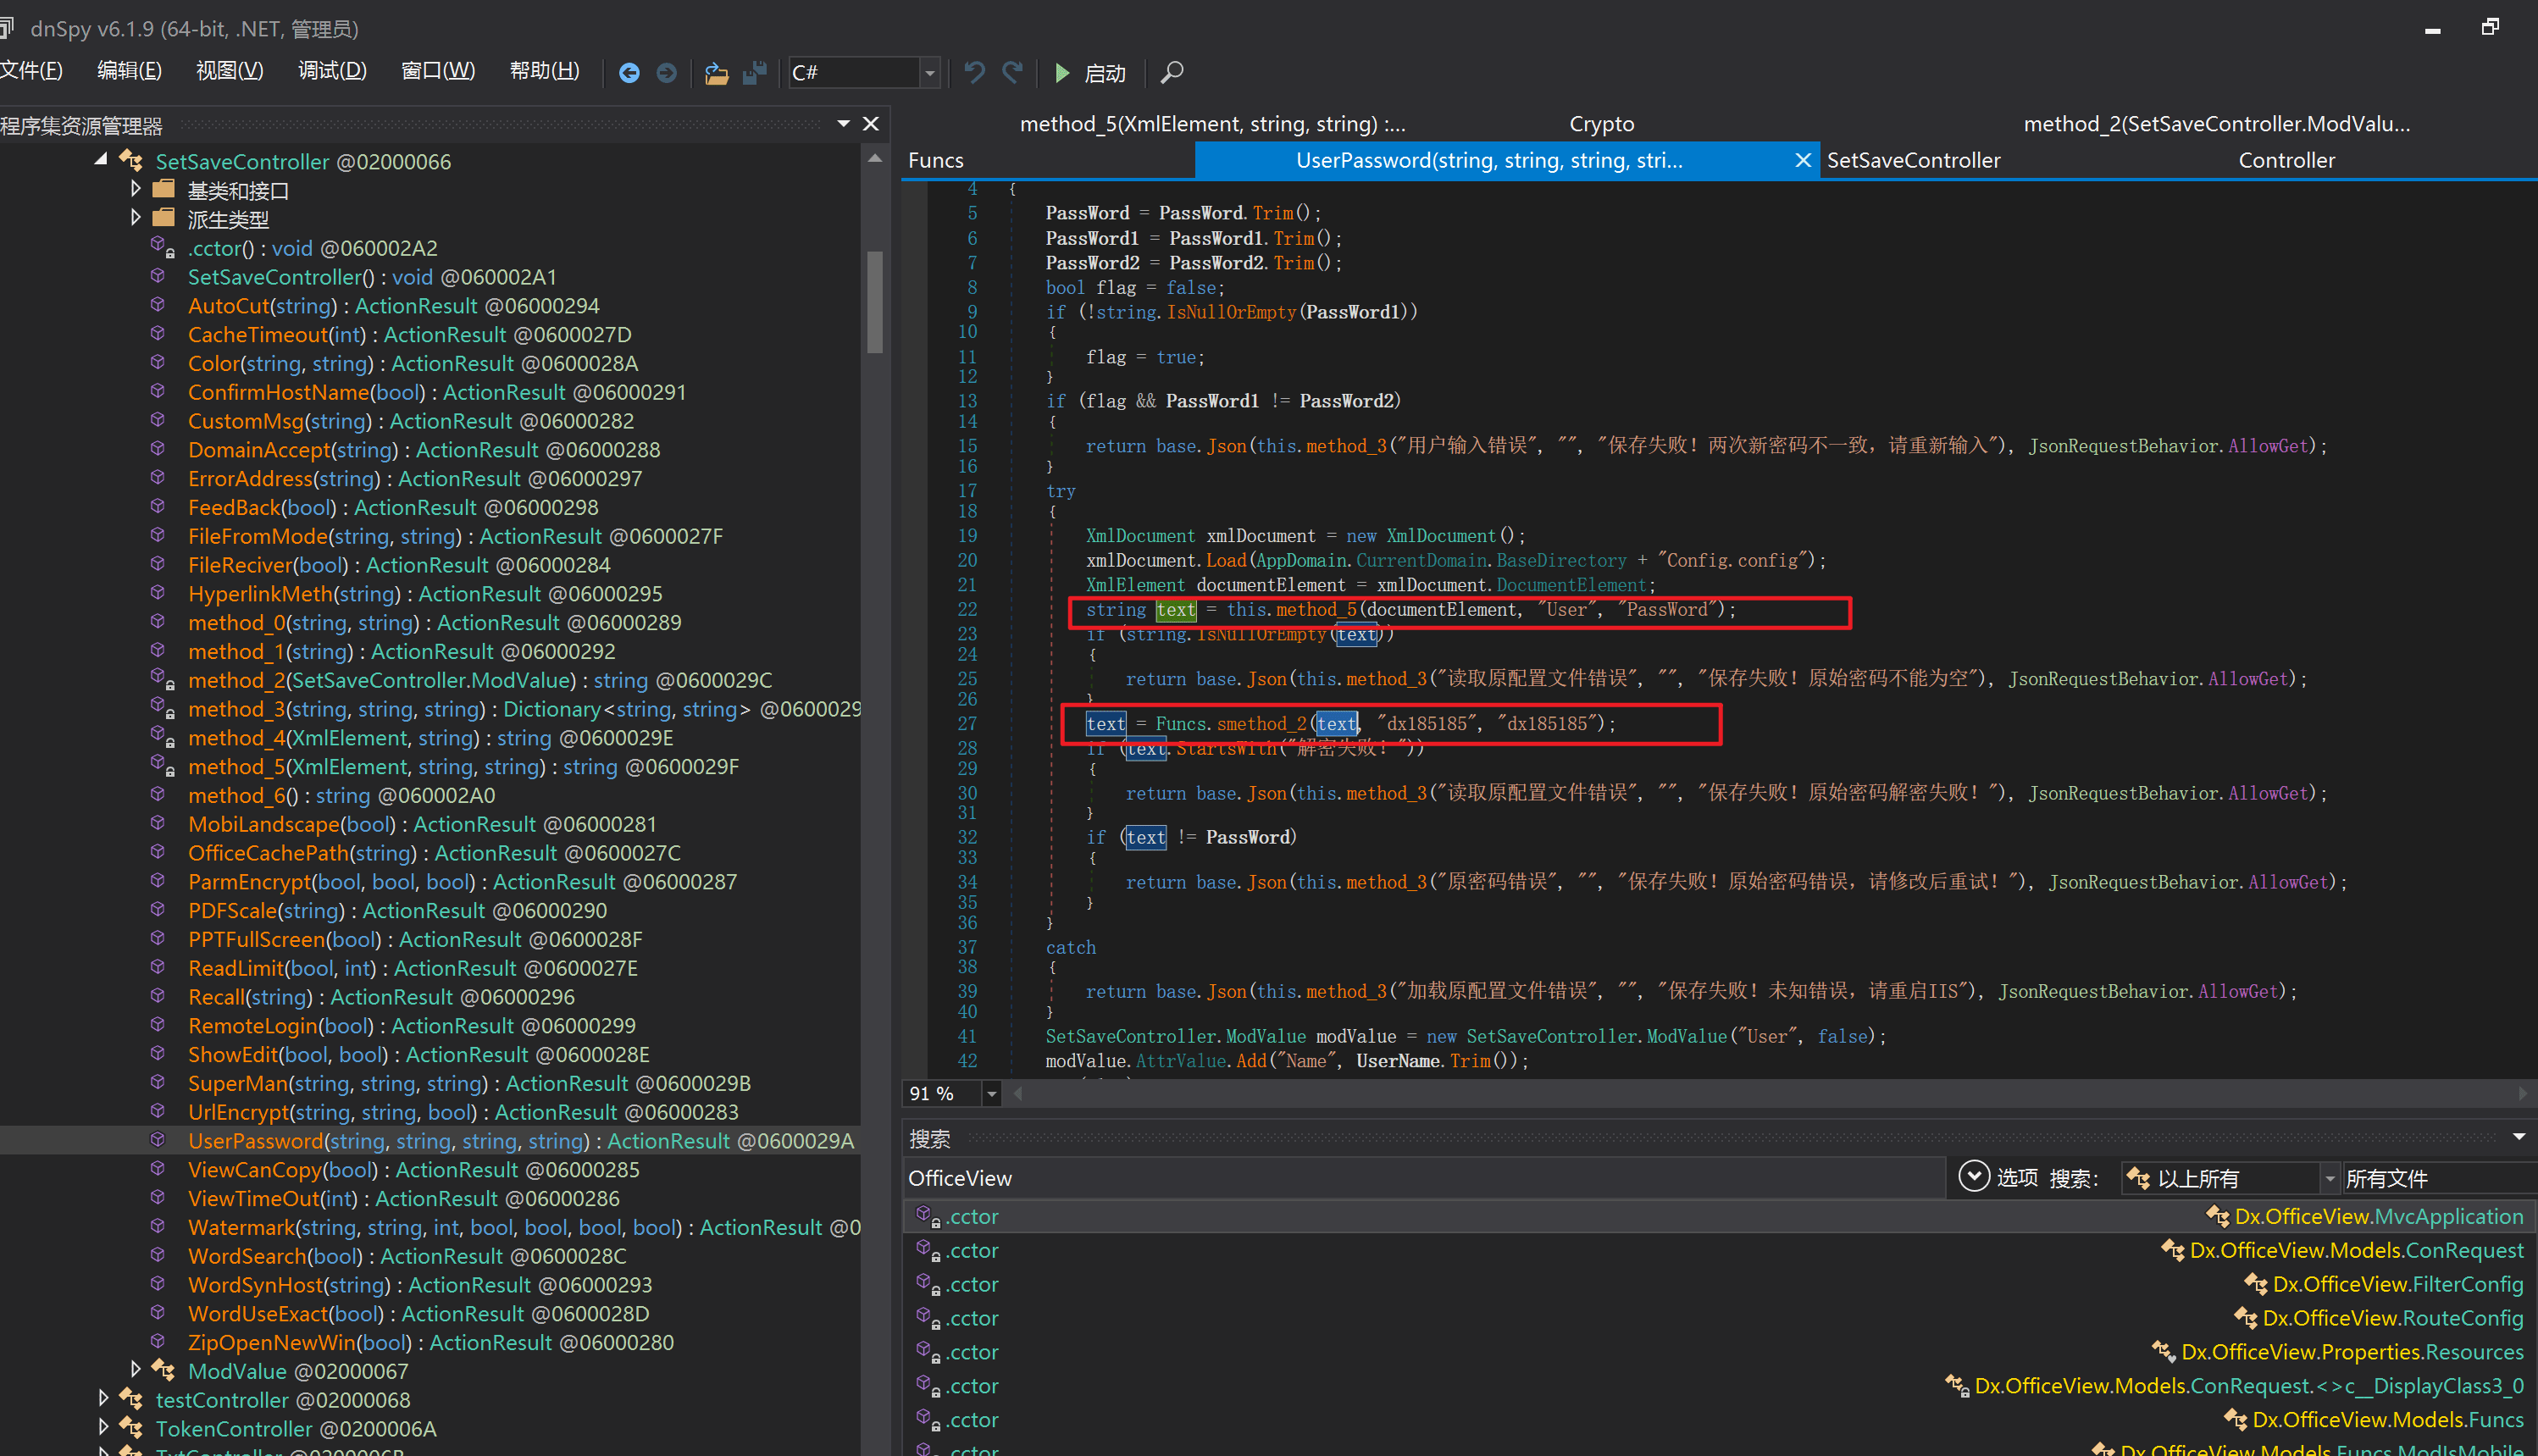 dnSpy v6.1.9 (64-bit, .NET, 管理员)
文件(F) 编辑(E) 视图(V) 调试(D) 窗口(W) 帮助(H) C# 启动
程序集资源管理器
SetSaveController @02000066
基类和接口
派生类型
.cctor() : void @060002A2
SetSaveController() : void @060002A1
AutoCut(string) : ActionResult @06000294
CacheTimeout(int) : ActionResult @0600027D
Color(string, string) : ActionResult @0600028A
ConfirmHostName(bool) : ActionResult @06000291
CustomMsg(string) : ActionResult @06000282
DomainAccept(string) : ActionResult @06000288
ErrorAddress(string) : ActionResult @06000297
FeedBack(bool) : ActionResult @06000298
FileFromMode(string, string) : ActionResult @0600027F
FileReciver(bool) : ActionResult @06000284
HyperlinkMeth(string) : ActionResult @06000295
method_0(string, string) : ActionResult @06000289
method_1(string) : ActionResult @06000292
method_2(SetSaveController.ModValue) : string @0600029C
method_3(string, string, string) : Dictionary<string, string> @0600029
method_4(XmlElement, string) : string @0600029E
method_5(XmlElement, string, string) : string @0600029F
method_6() : string @060002A0
MobiLandscape(bool) : ActionResult @06000281
OfficeCachePath(string) : ActionResult @0600027C
ParmEncrypt(bool, bool, bool) : ActionResult @06000287
PDFScale(string) : ActionResult @06000290
PPTFullScreen(bool) : ActionResult @0600028F
ReadLimit(bool, int) : ActionResult @0600027E
Recall(string) : ActionResult @06000296
RemoteLogin(bool) : ActionResult @06000299
ShowEdit(bool, bool) : ActionResult @0600028E
SuperMan(string, string, string) : ActionResult @0600029B
UrlEncrypt(string, string, bool) : ActionResult @06000283
UserPassword(string, string, string, string) : ActionResult @0600029A
ViewCanCopy(bool) : ActionResult @06000285
ViewTimeOut(int) : ActionResult @06000286
Watermark(string, string, int, bool, bool, bool, bool) : ActionResult @0
WordSearch(bool) : ActionResult @0600028C
WordSynHost(string) : ActionResult @06000293
WordUseExact(bool) : ActionResult @0600028D
ZipOpenNewWin(bool) : ActionResult @06000280
ModValue @02000067
testController @02000068
TokenController @0200006A
TxtController @0200006B
method_5(XmlElement, string, string) :... Crypto method_2(SetSaveController.ModValu...
Funcs UserPassword(string, string, string, stri... SetSaveController Controller
4 {
5 PassWord = PassWord.Trim();
6 PassWord1 = PassWord1.Trim();
7 PassWord2 = PassWord2.Trim();
8 bool flag = false;
9 if (!string.IsNullOrEmpty(PassWord1))
10 {
11 flag = true;
12 }
13 if (flag && PassWord1 != PassWord2)
14 {
15 return base.Json(this.method_3("用户输入错误", "", "保存失败！两次新密码不一致，请重新输入"), JsonRequestBehavior.AllowGet);
16 }
17 try
18 {
19 XmlDocument xmlDocument = new XmlDocument();
20 xmlDocument.Load(AppDomain.CurrentDomain.BaseDirectory + "Config.config");
21 XmlElement documentElement = xmlDocument.DocumentElement;
22 string text = this.method_5(documentElement, "User", "PassWord");
23 if (string.IsNullOrEmpty(text))
24 {
25 return base.Json(this.method_3("读取原配置文件错误", "", "保存失败！原始密码不能为空"), JsonRequestBehavior.AllowGet);
26 }
27 text = Funcs.smethod_2(text, "dx185185", "dx185185");
28 if (text.StartsWith("解密失败！"))
29 {
30 return base.Json(this.method_3("读取原配置文件错误", "", "保存失败！原始密码解密失败！"), JsonRequestBehavior.AllowGet);
31 }
32 if (text != PassWord)
33 {
34 return base.Json(this.method_3("原密码错误", "", "保存失败！原始密码错误，请修改后重试！"), JsonRequestBehavior.AllowGet);
35 }
36 }
37 catch
38 {
39 return base.Json(this.method_3("加载原配置文件错误", "", "保存失败！未知错误，请重启IIS"), JsonRequestBehavior.AllowGet);
40 }
41 SetSaveController.ModValue modValue = new SetSaveController.ModValue("User", false);
42 modValue.AttrValue.Add("Name", UserName.Trim());
91 %
搜索
OfficeView 选项 搜索: 以上所有 所有文件
.cctor Dx.OfficeView.MvcApplication
.cctor Dx.OfficeView.Models.ConRequest
.cctor Dx.OfficeView.FilterConfig
.cctor Dx.OfficeView.RouteConfig
.cctor Dx.OfficeView.Properties.Resources
.cctor Dx.OfficeView.Models.ConRequest.<>c__DisplayClass3_0
.cctor Dx.OfficeView.Models.Funcs
.cctor Dx.OfficeView.Models.Funcs.ModIsMobile